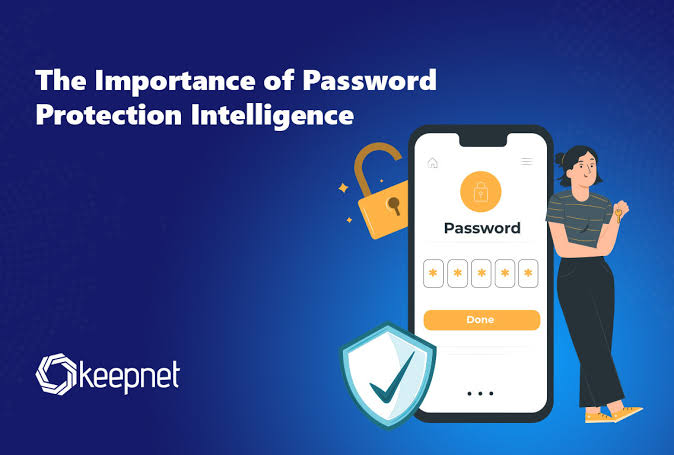 The Importance of Password
Protection Intelligence
Password
* * * * *
Done
keepnet